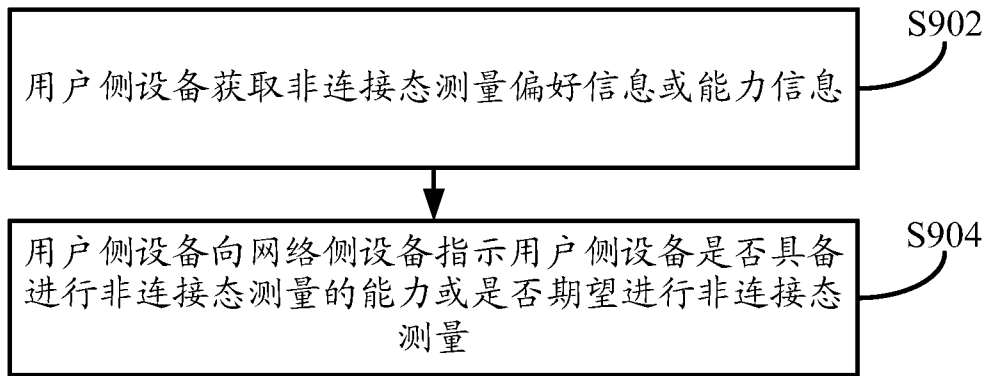 S902
用户侧设备获取非连接态测量偏好信息或能力信息
S904
用户侧设备向网络侧设备指示用户侧设备是否具备
进行非连接态测量的能力或是否期望进行非连接态
测量